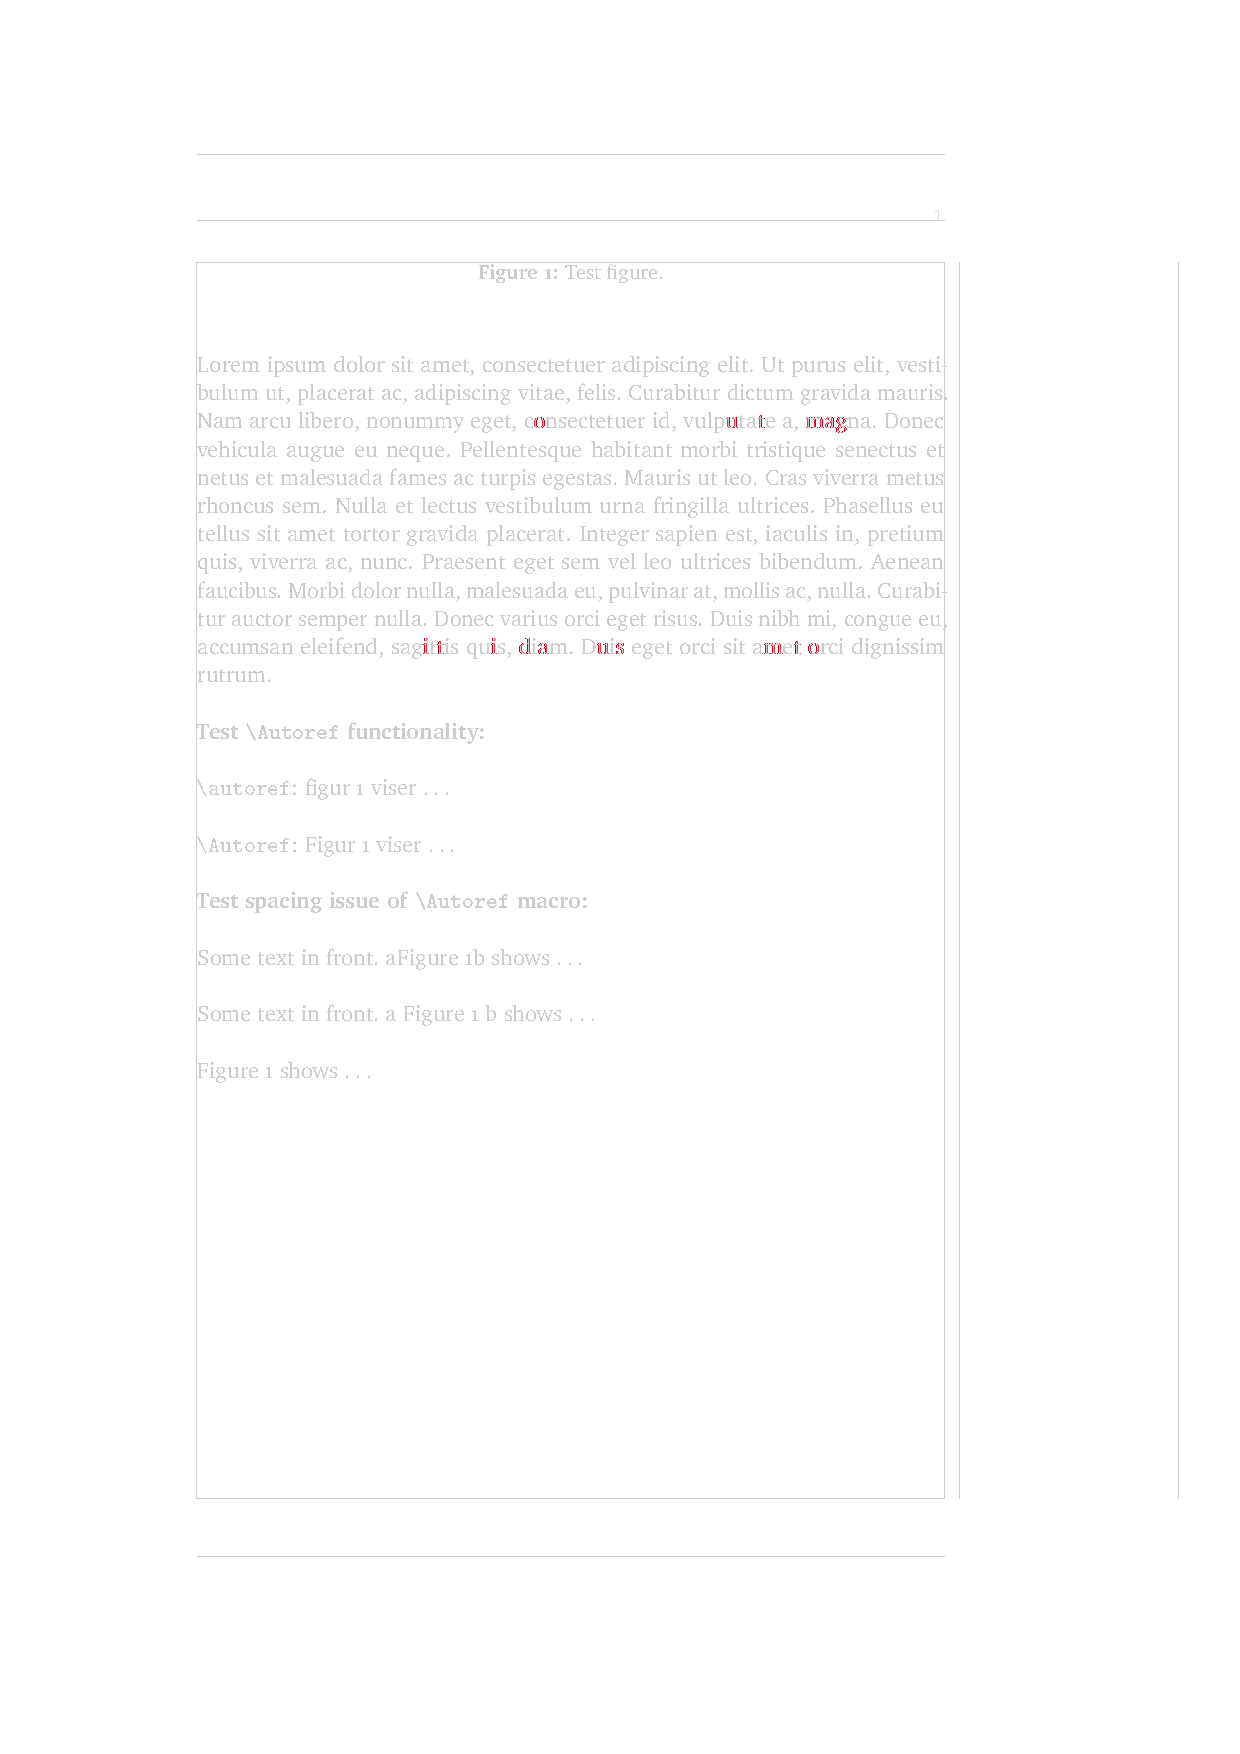 1
Figure 1: Test figure.
Lorem ipsum dolor sit amet, consectetuer adipiscing elit. Ut purus elit, vesti-
bulum ut, placerat ac, adipiscing vitae, felis. Curabitur dictum gravida mauris.
Nam arcu libero, nonummy eget, consectetuer id, vulputate a, magna. Donec
vehicula augue eu neque. Pellentesque habitant morbi tristique senectus et
netus et malesuada fames ac turpis egestas. Mauris ut leo. Cras viverra metus
rhoncus sem. Nulla et lectus vestibulum urna fringilla ultrices. Phasellus eu
tellus sit amet tortor gravida placerat. Integer sapien est, iaculis in, pretium
quis, viverra ac, nunc. Praesent eget sem vel leo ultrices bibendum. Aenean
faucibus. Morbi dolor nulla, malesuada eu, pulvinar at, mollis ac, nulla. Curabi-
tur auctor semper nulla. Donec varius orci eget risus. Duis nibh mi, congue eu,
accumsan eleifend, sagittis quis, diam. Duis eget orci sit amet orci dignissim
rutrum.
Test \Autoref functionality:
\autoref: figur 1 viser . . .
\Autoref: Figur 1 viser . . .
Test spacing issue of \Autoref macro:
Some text in front. aFigure 1b shows . . .
Some text in front. a Figure 1 b shows . . .
Figure 1 shows . . .